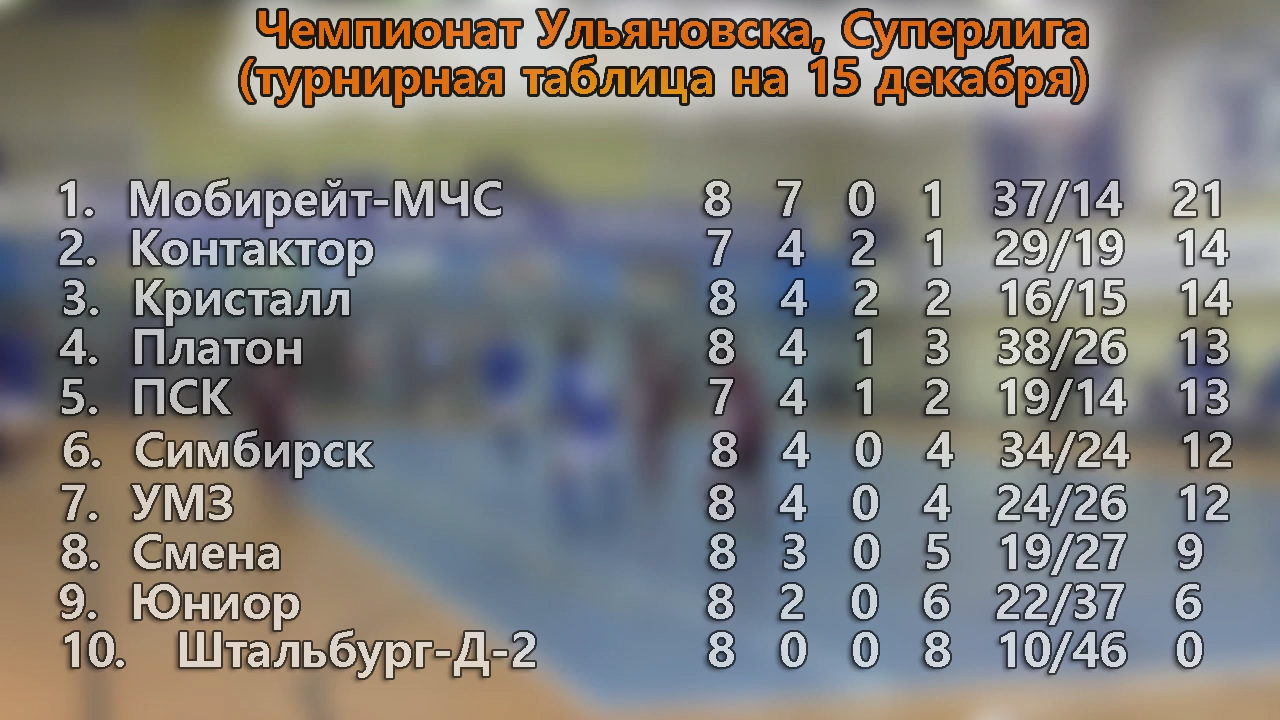 Чемпионат Ульяновска, Суперлига
(турнирная таблица на 15 декабря)
1. Мобирейт-МЧС 8 7 0 1 37/14 21
2. Контактор 7 4 2 1 29/19 14
3. Кристалл 8 4 2 2 16/15 14
4. Платон 8 4 1 3 38/26 13
5. ПСК 7 4 1 2 19/14 13
6. Симбирск 8 4 0 4 34/24 12
7. УМЗ 8 4 0 4 24/26 12
8. Смена 8 3 0 5 19/27 9
9. Юниор 8 2 0 6 22/37 6
10. Штальбург-Д-2 8 0 0 8 10/46 0